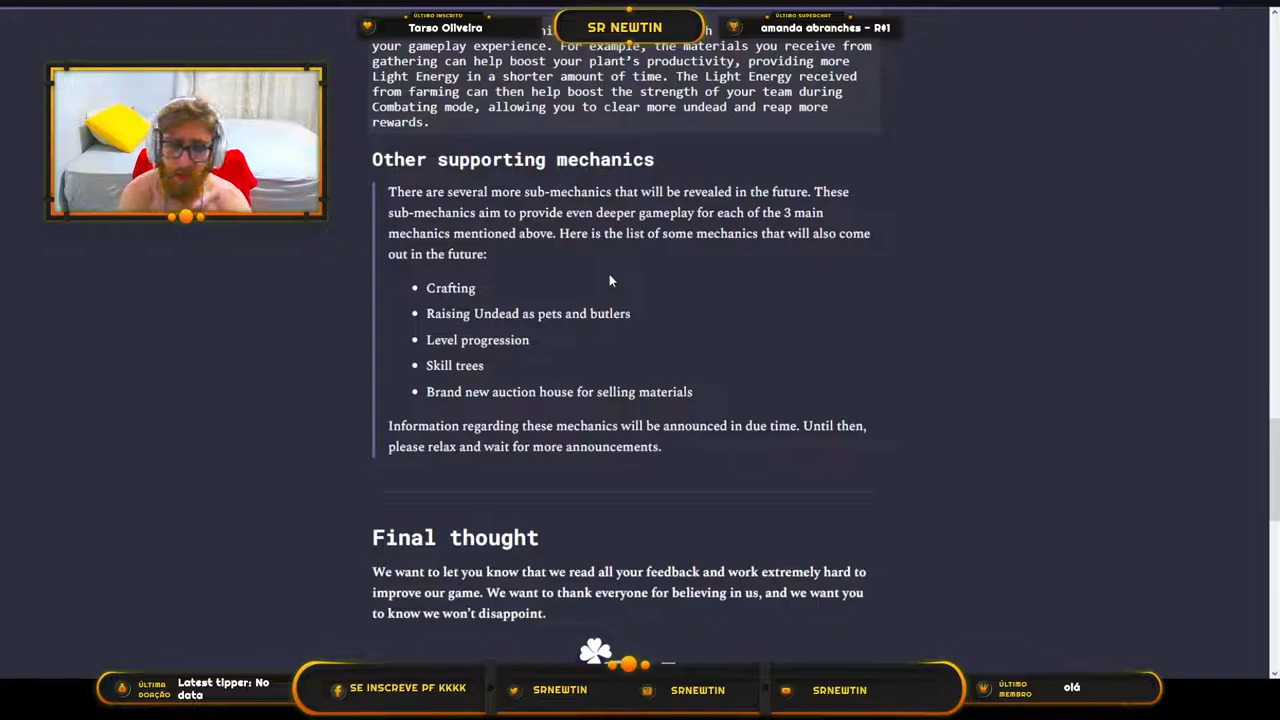 ÚLTIMO INSCRITO
Tarso Oliveira
SR NEWTIN
ÚLTIMO SUPERCHAT
amanda abranches - R$1
your gameplay experience. For example, the materials you receive from
gathering can help boost your plant's productivity, providing more
Light Energy in a shorter amount of time. The Light Energy received
from farming can then help boost the strength of your team during
Combating mode, allowing you to clear more undead and reap more
rewards.
Other supporting mechanics
There are several more sub-mechanics that will be revealed in the future. These
sub-mechanics aim to provide even deeper gameplay for each of the 3 main
mechanics mentioned above. Here is the list of some mechanics that will also come
out in the future:
• Crafting
• Raising Undead as pets and butlers
• Level progression
• Skill trees
• Brand new auction house for selling materials
Information regarding these mechanics will be announced in due time. Until then,
please relax and wait for more announcements.
Final thought
We want to let you know that we read all your feedback and work extremely hard to
improve our game. We want to thank everyone for believing in us, and we want you
to know we won't disappoint.
ÚLTIMA
DOAÇÃO
Latest tipper: No
data
SE INSCREVE PF KKKK
SRNEWTIN
SRNEWTIN
SRNEWTIN
ÚLTIMO
MEMBRO
olá